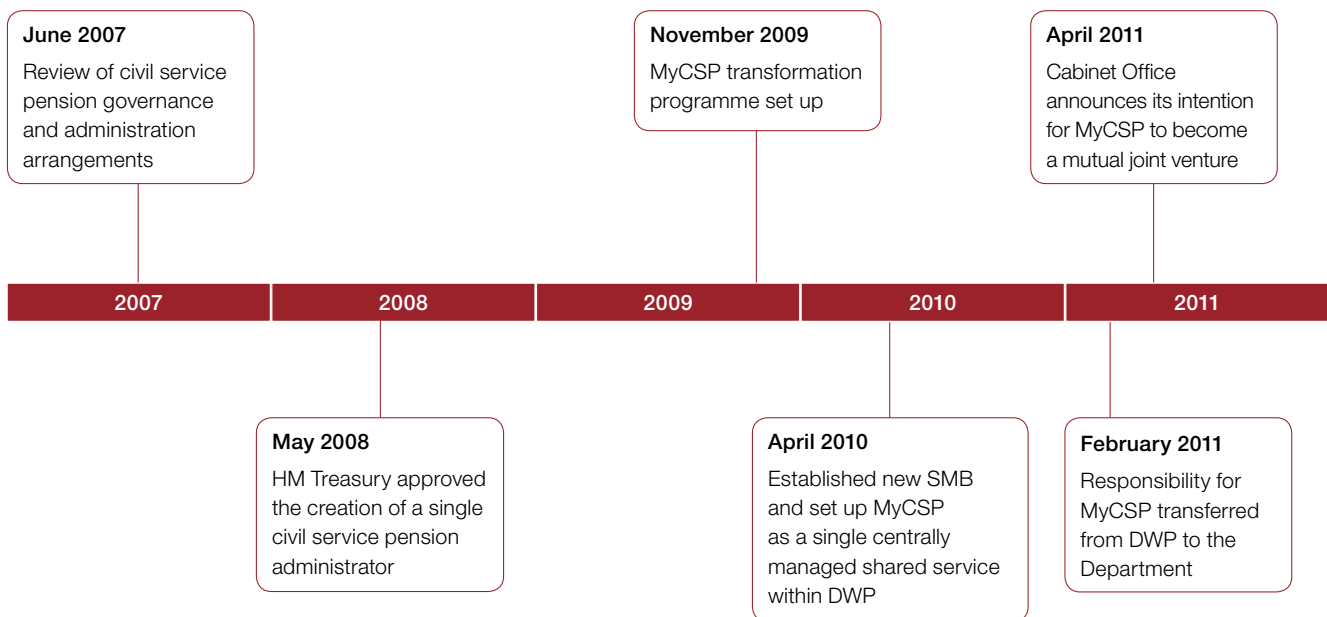 June 2007
Review of civil service
pension governance
and administration
arrangements
November 2009
MyCSP transformation
programme set up
April 2011
Cabinet Office
announces its intention
for MyCSP to become
a mutual joint venture
2007
2008
2009
2010
2011
May 2008
HM Treasury approved
the creation of a single
civil service pension
administrator
April 2010
Established new SMB
and set up MyCSP
as a single centrally
managed shared service
within DWP
February 2011
Responsibility for
MyCSP transferred
from DWP to the
Department